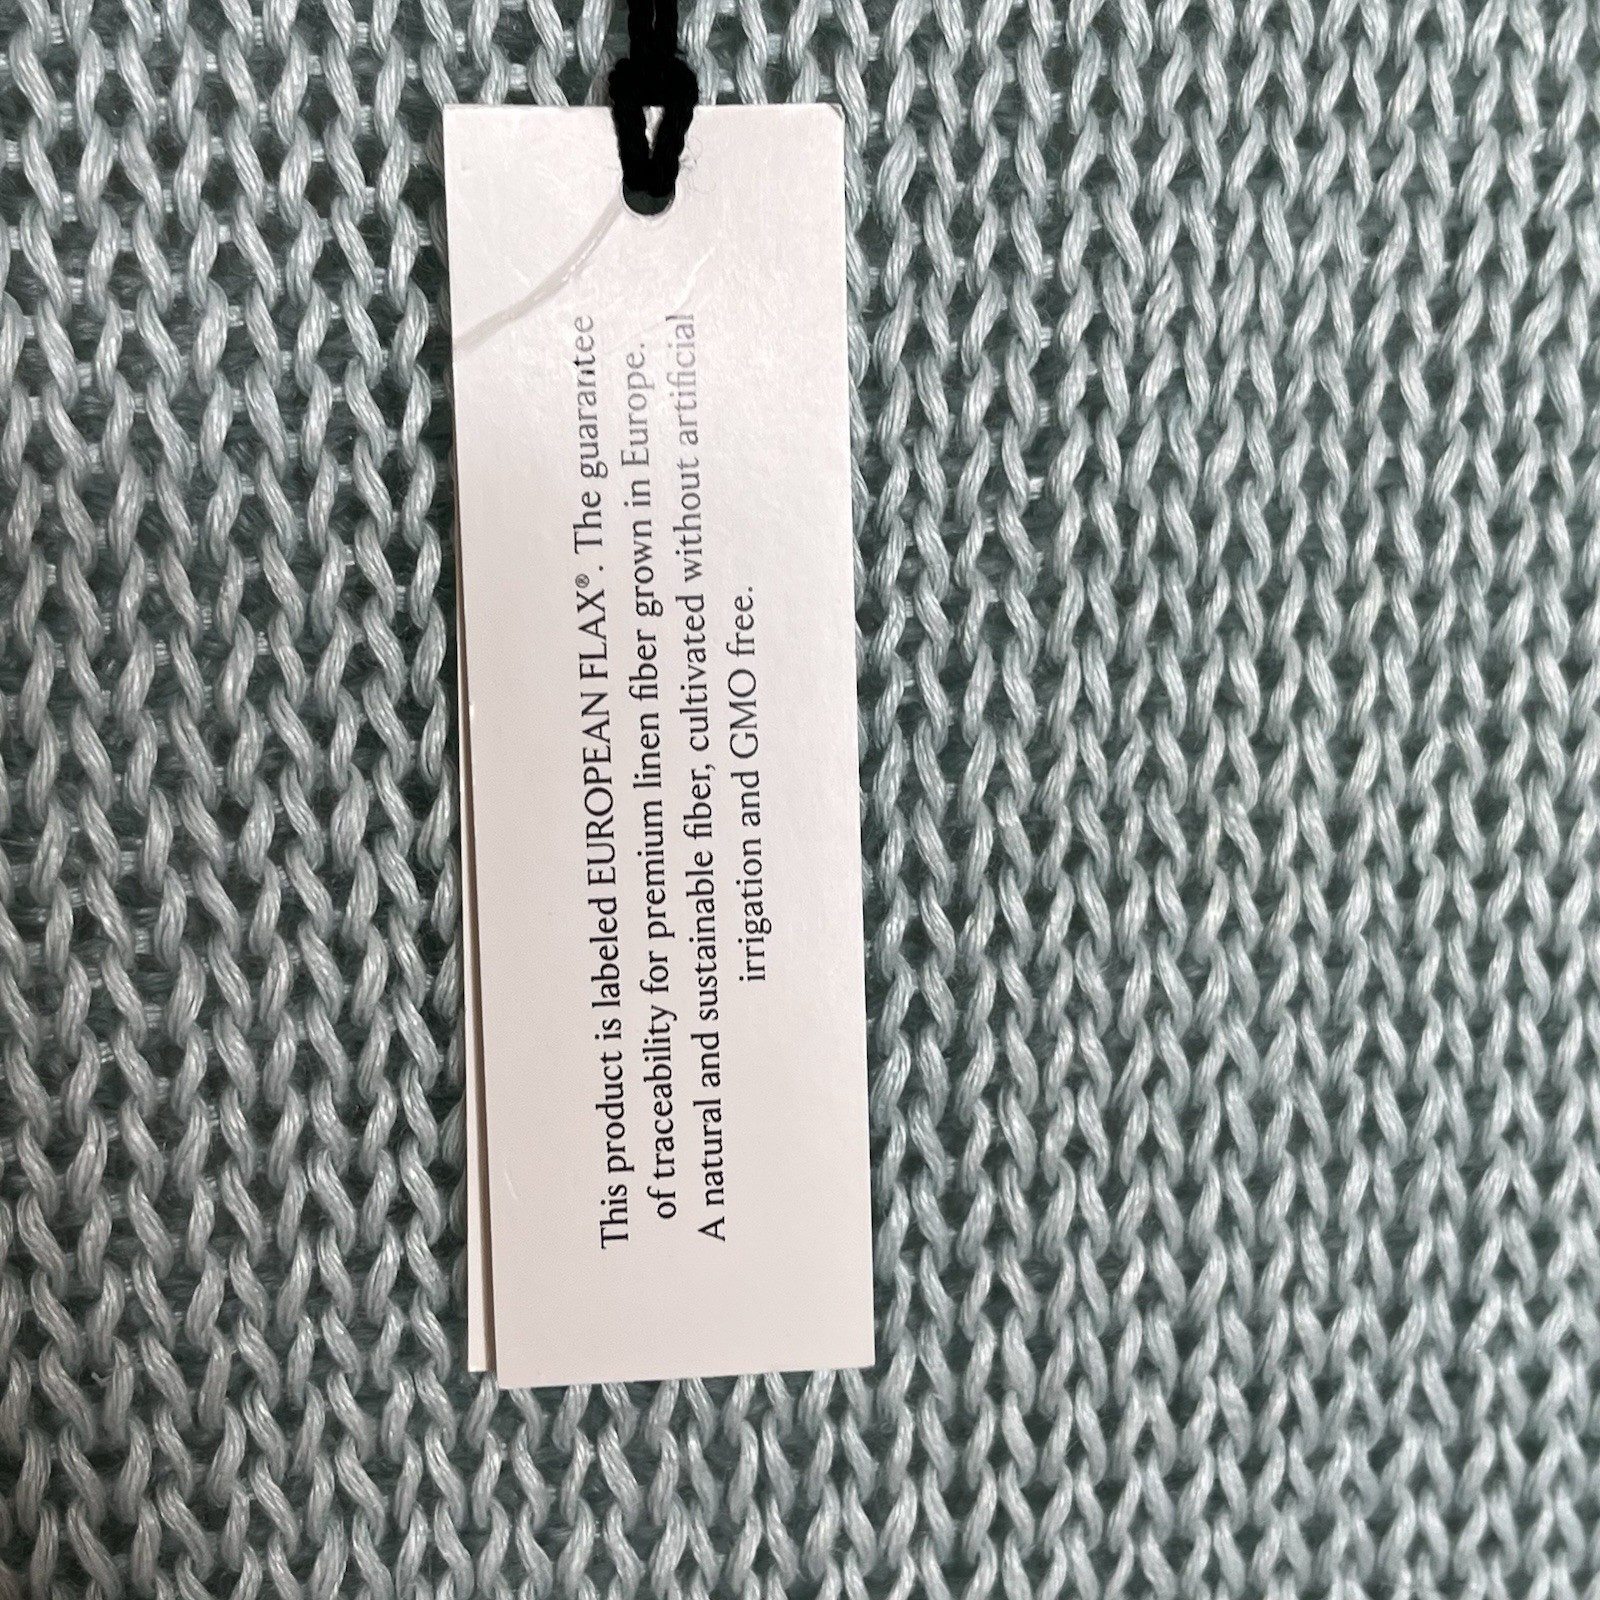 This product is labeled EUROPEAN FLAX®. The guarantee
of traceability for premium linen fiber grown in Europe.
A natural and sustainable fiber, cultivated without artificial
irrigation and GMO free.